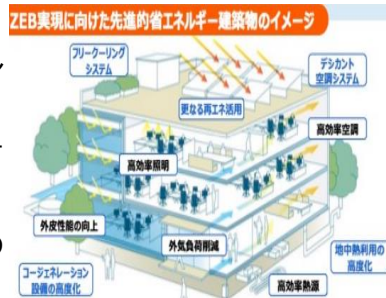 ZEB実現に向けた先進的省エネルギー建築物のイメージ
フリークーリング
システム
デシカント
空調システム
更なる再エネ活用
高効率照明
高効率空調
外皮性能の向上
外気負荷削減
地中熱利用の
高度化
コージェネレーション
設備の高度化
高効率熱源